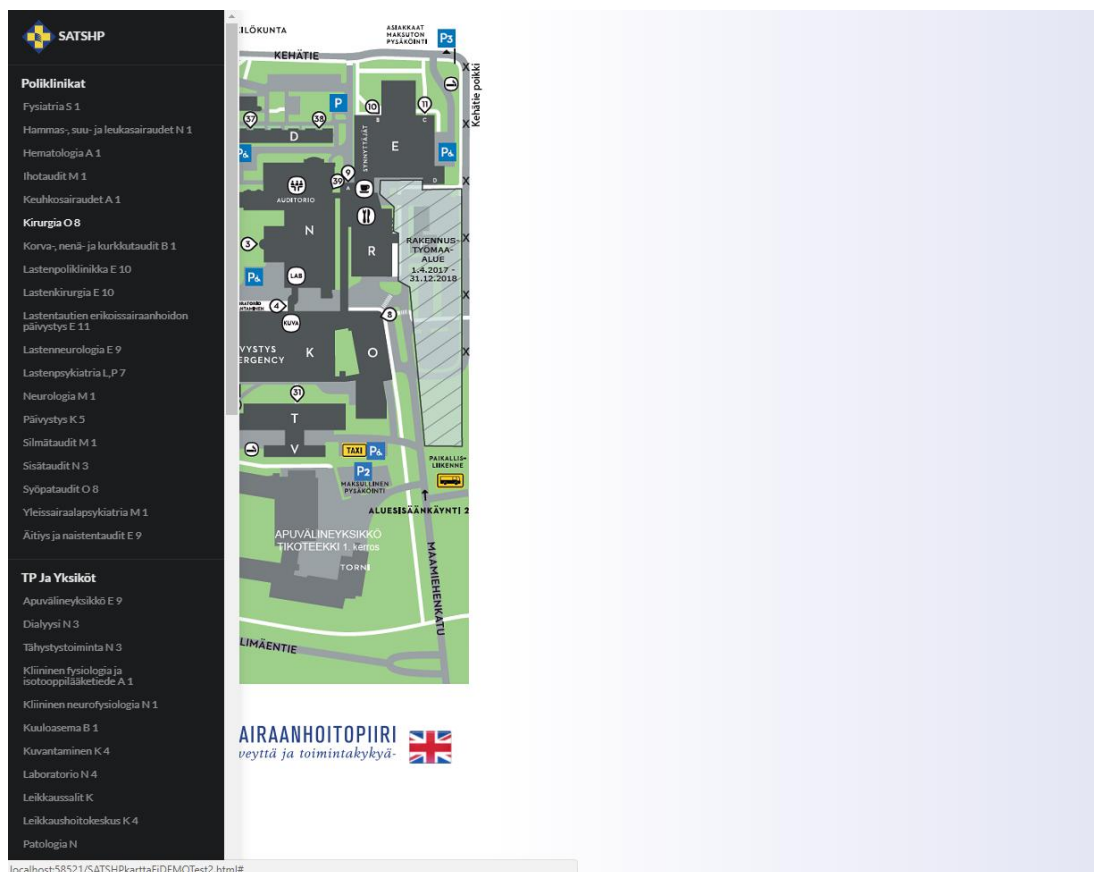 SATSHP
Poliklinikat
Fysiatria S 1
Hammas-, suu- ja leukasairaudet N 1
Hematologia A 1
Ihotaudit M 1
Keuhkosairaudet A 1
Kirurgia O 8
Korva-, nenä- ja kurkkutaudit B 1
Lastenpoliklinikka E 10
Lastenkirurgia E 10
Lastentautien erikoissairaanhoidon
päivystys E 11
Lastenneurologia E 9
Lastenpsykiatria L,P 7
Neurologia M 1
Päivystys K 5
Silmätaudit M 1
Sisätaudit N 3
Syöpataudit O 8
Yleissairaalapsykiatria M 1
Äitiys ja naistentaudit E 9
TP Ja Yksiköt
Apuvälineyksikkö E 9
Dialyysi N 3
Tähystystoiminta N 3
Kliininen fysiologia ja
isotooppilääketiede A 1
Kliininen neurofysiologia N 1
Kuuloasema B 1
Kuvantaminen K 4
Laboratorio N 4
Leikkaussalit K
Leikkaushoitokeskus K 4
Patologia N
ILÖKUNTA
ASIAKKAAT
MAKSUTON
PYSÄKÖINTI
P3
KEHÄTIE
Kehätie poikki
P
10
11
B
C
37
38
D
E
SYNNYTTÄJÄT
P
P
9
39
A
D
AUDITORIO
N
R
3
RAKENNUS-
TYÖMAA-
ALUE
1.4.2017 -
31.12.2018
P
LAB
4
8
KUVA
VYSTYS
ERGENCY
K
O
31
T
V
TAXI
P
P2
MAKSULLINEN
PYSÄKÖINTI
PAIKALLIS-
LIIKENNE
ALUESISÄÄNKÄYNTI 2
APUVÄLINEYKSIKKÖ
TIKOTEEKKI 1. kerros
TORNI
MAAMIEHENKATU
LIMÄENTIE
AIRAANHOITOPIIRI
veyttä ja toimintakykyä-
localhost:58521/SATSHPkarttaFiDEMOTest2.html#